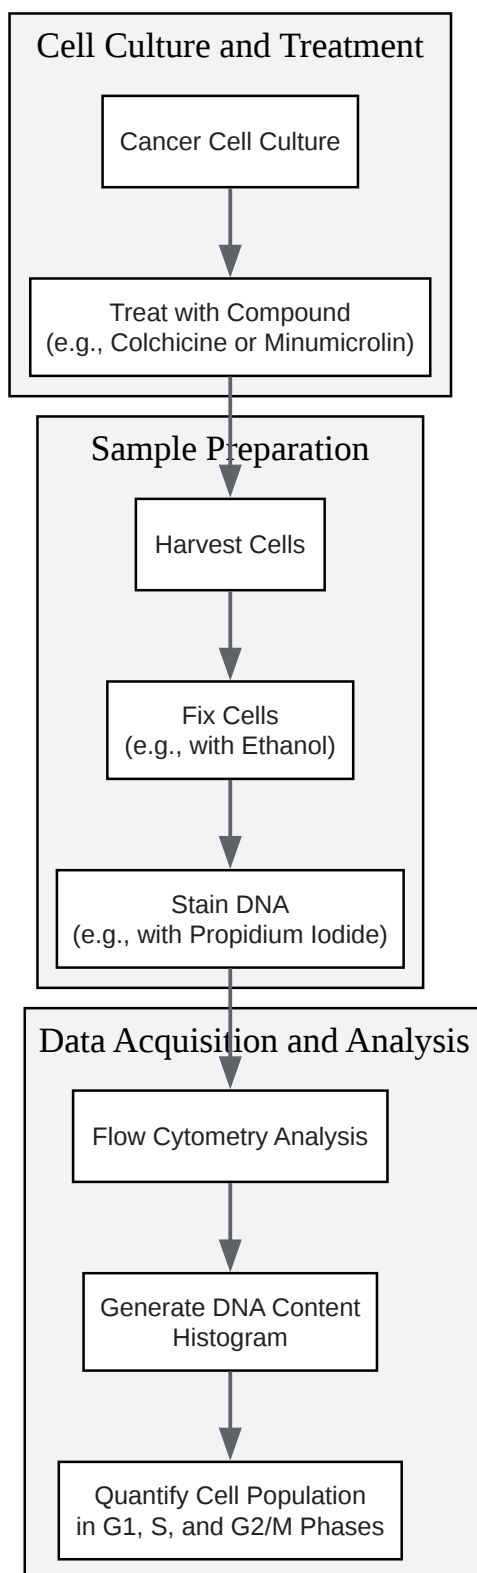 Cell Culture and Treatment
Cancer Cell Culture
Treat with Compound
(e.g., Colchicine or Minumicrolin)
Sample Preparation
Harvest Cells
Fix Cells
(e.g., with Ethanol)
Stain DNA
(e.g., with Propidium Iodide)
Data Acquisition and Analysis
Flow Cytometry Analysis
Generate DNA Content
Histogram
Quantify Cell Population
in G1, S, and G2/M Phases